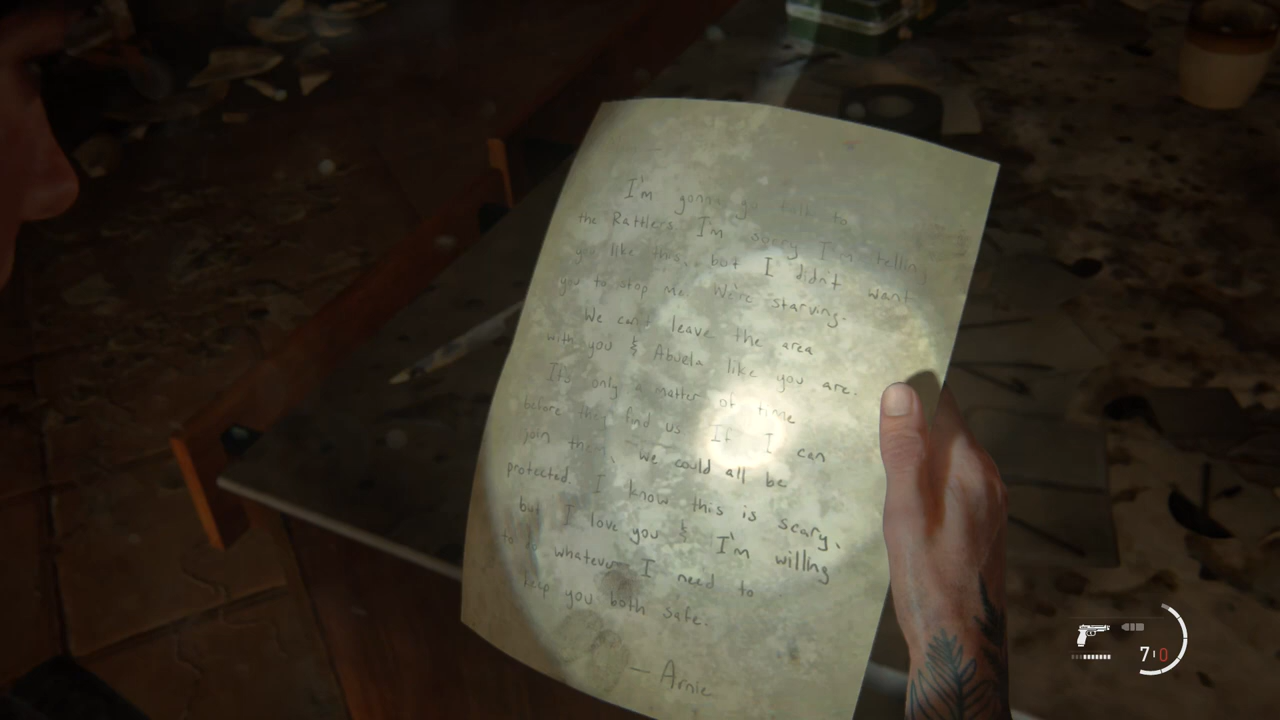 I'm gonna go talk to
the Rattlers. I'm sorry I'm telling
you like this, but I didn't want
you to stop me. We're starving.
We can't leave the area
with you & Abuela like you are.
It's only a matter of time
before they find us. If I can
join them, we could all be
protected. I know this is scary,
but I love you & I'm willing
to do whatever I need to
keep you both safe.
— Arnie
7 0